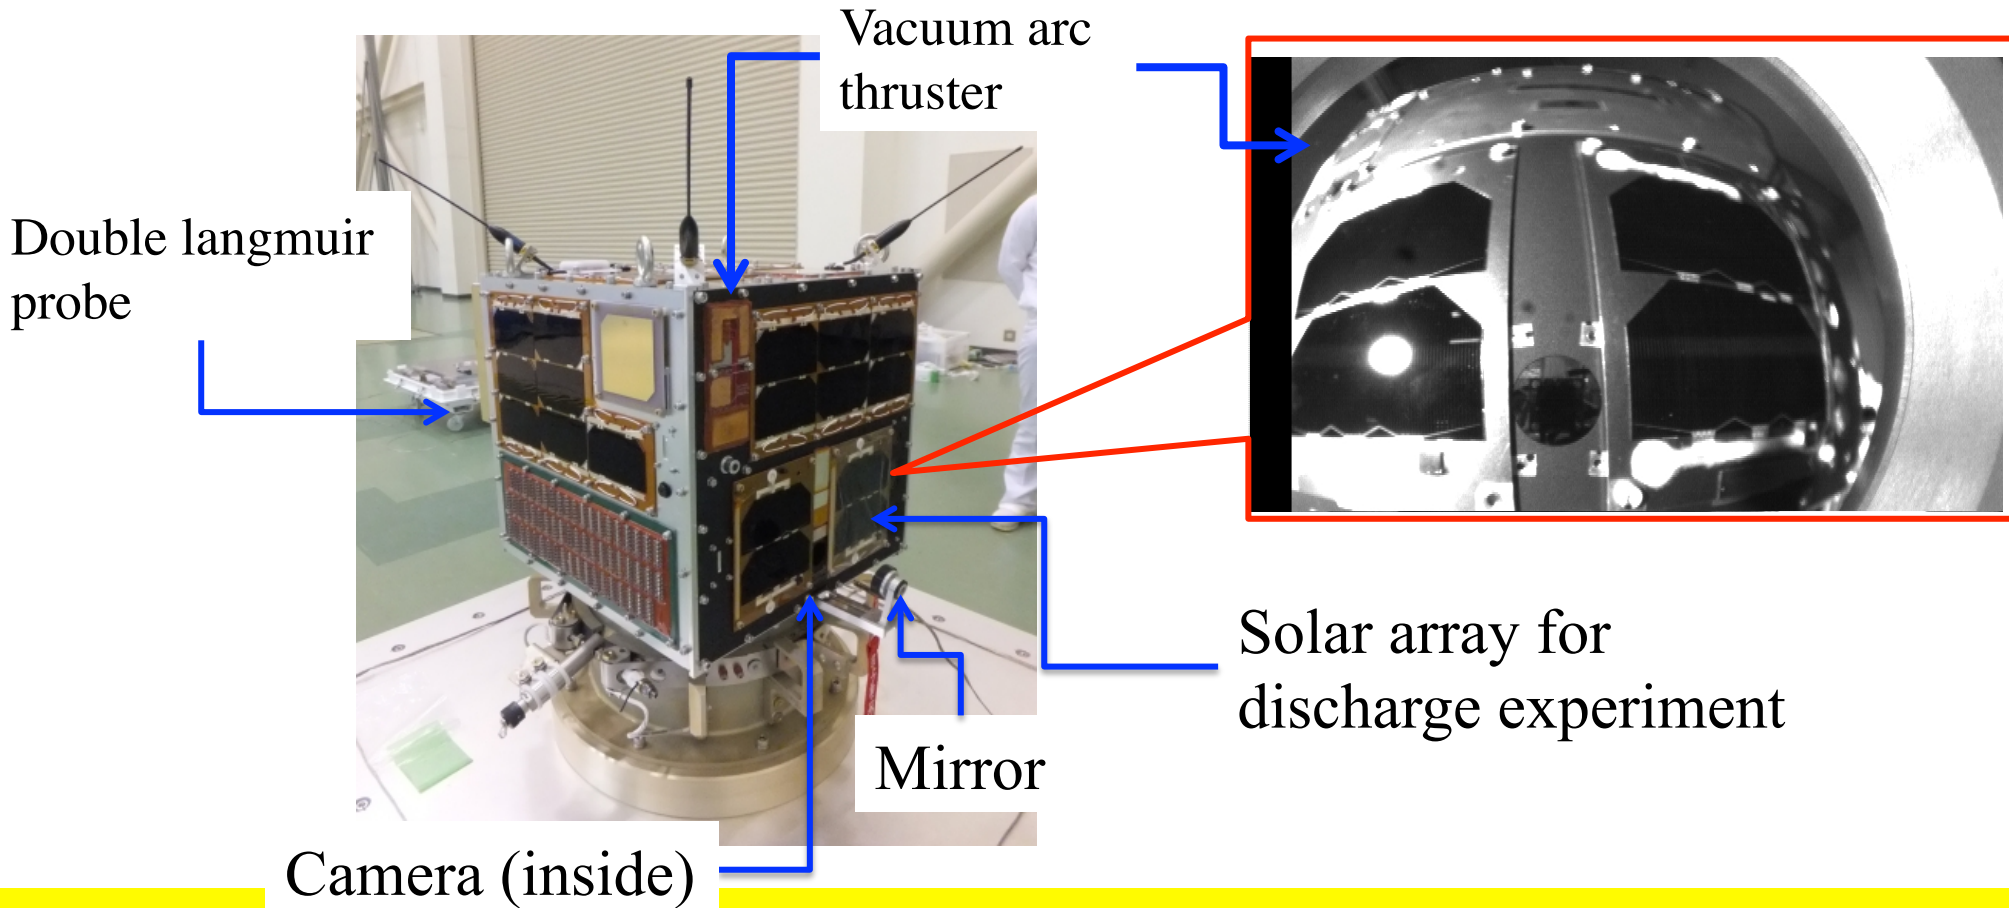 Vacuum arc
thruster
Double langmuir
probe
Solar array for
discharge experiment
Mirror
Camera (inside)